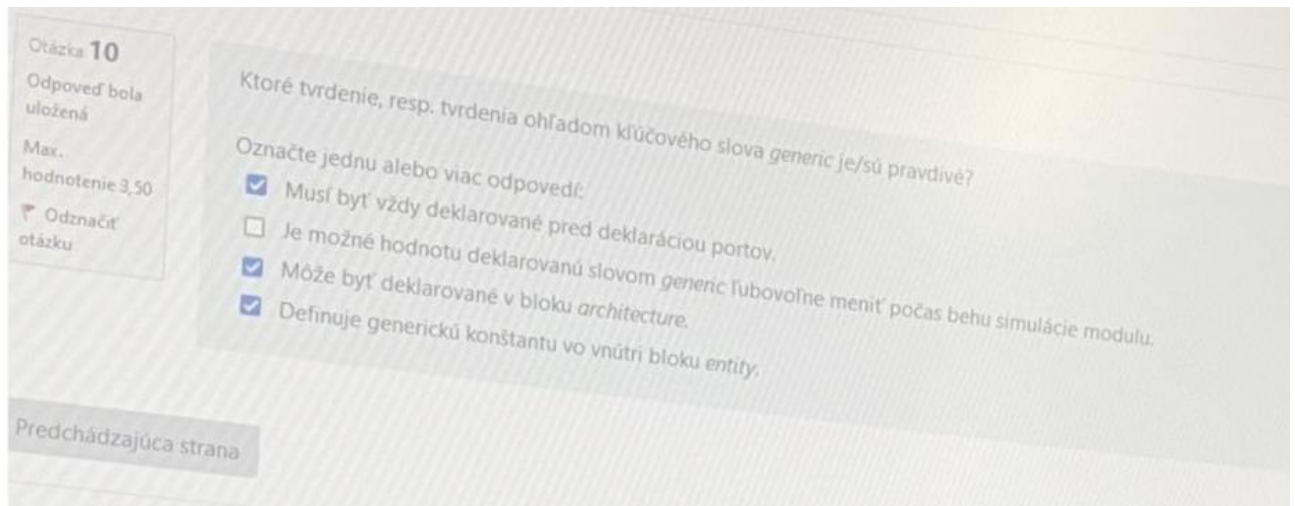 Otázka 10
Odpoveď bola
uložená
Max.
hodnotenie 3,50
Odznačiť
otázku
Ktoré tvrdenie, resp. tvrdenia ohľadom kľúčového slova generic je/sú pravdivé?
Označte jednu alebo viac odpovedí:
Musí byť vždy deklarované pred deklaráciou portov.
Je možné hodnotu deklarovanú slovom generic ľubovoľne meniť počas behu simulácie modulu.
Môže byť deklarované v bloku architecture.
Definuje generickú konštantu vo vnútri bloku entity.
Predchádzajúca strana